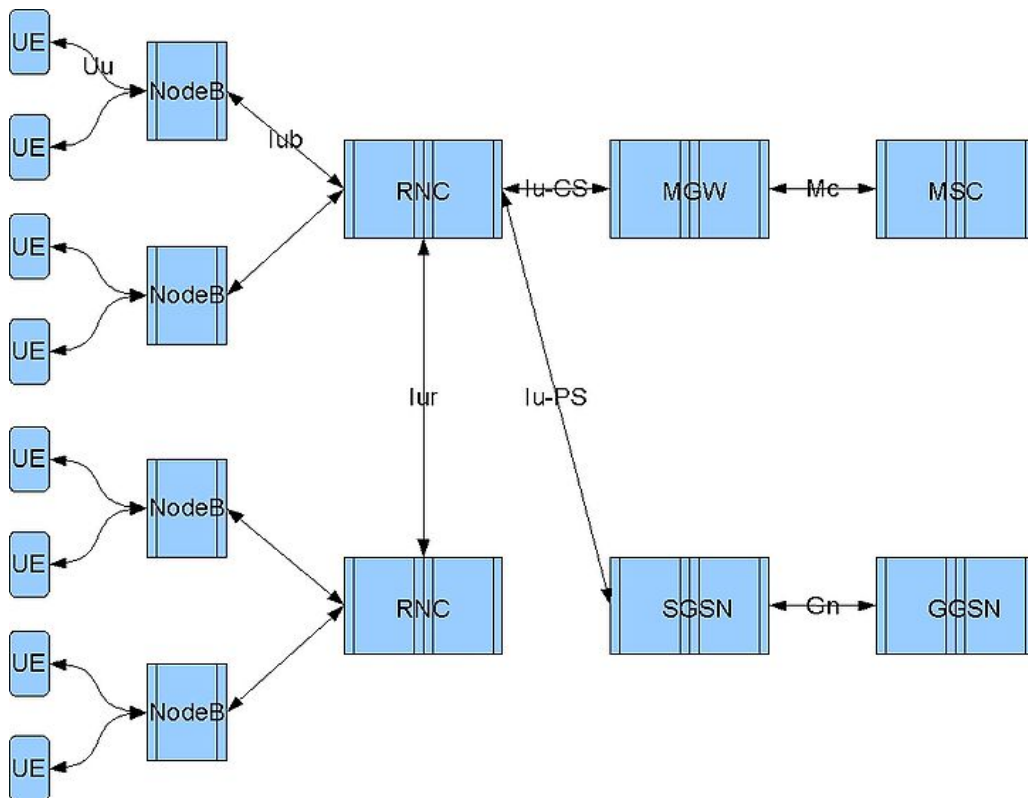 UE
Uu
NodeB
UE
Iub
RNC
Iu-CS
MGW
Mc
MSC
UE
NodeB
UE
Iur
Iu-PS
UE
NodeB
UE
RNC
SGSN
Gn
GGSN
UE
NodeB
UE